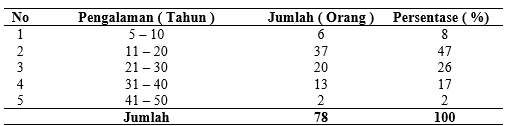 No Pengalaman ( Tahun ) Jumlah ( Orang ) Persentase ( %)
1 5 – 10 6 8
2 11 – 20 37 47
3 21 – 30 20 26
4 31 – 40 13 17
5 41 – 50 2 2
Jumlah 78 100